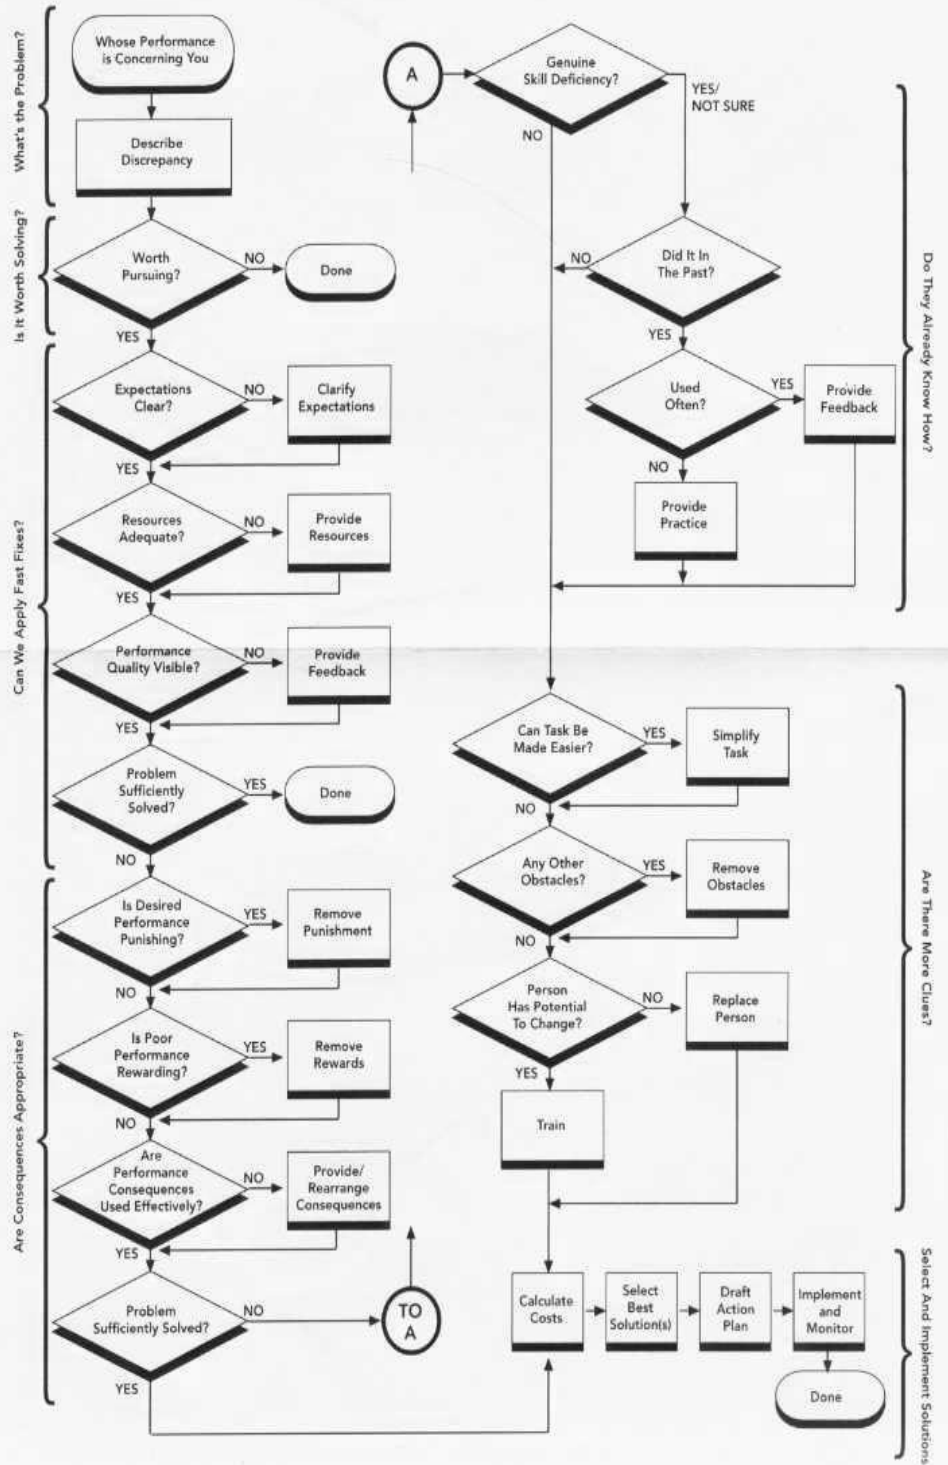 What's the Problem?
Whose Performance
is Concerning You
Describe
Discrepancy
Is It Worth Solving?
Worth
Pursuing?
NO
Done
YES
Can We Apply Fast Fixes?
Expectations
Clear?
NO
Clarify
Expectations
YES
Resources
Adequate?
NO
Provide
Resources
YES
Performance
Quality Visible?
NO
Provide
Feedback
YES
Problem
Sufficiently
Solved?
YES
Done
NO
Are Consequences Appropriate?
Is Desired
Performance
Punishing?
YES
Remove
Punishment
NO
Is Poor
Performance
Rewarding?
YES
Remove
Rewards
NO
Are
Performance
Consequences
Used Effectively?
NO
Provide/
Rearrange
Consequences
YES
Problem
Sufficiently Solved?
NO
TO
A
YES
A
Genuine
Skill Deficiency?
YES/
NOT SURE
NO
Do They Already Know How?
Did It In
The Past?
NO
YES
Used
Often?
YES
Provide
Feedback
NO
Provide
Practice
Are There More Clues?
Can Task Be
Made Easier?
YES
Simplify
Task
NO
Any Other
Obstacles?
YES
Remove
Obstacles
NO
Person
Has Potential
To Change?
NO
Replace
Person
YES
Train
Select And Implement Solutions
Calculate
Costs
Select
Best
Solution(s)
Draft
Action
Plan
Implement
and
Monitor
Done